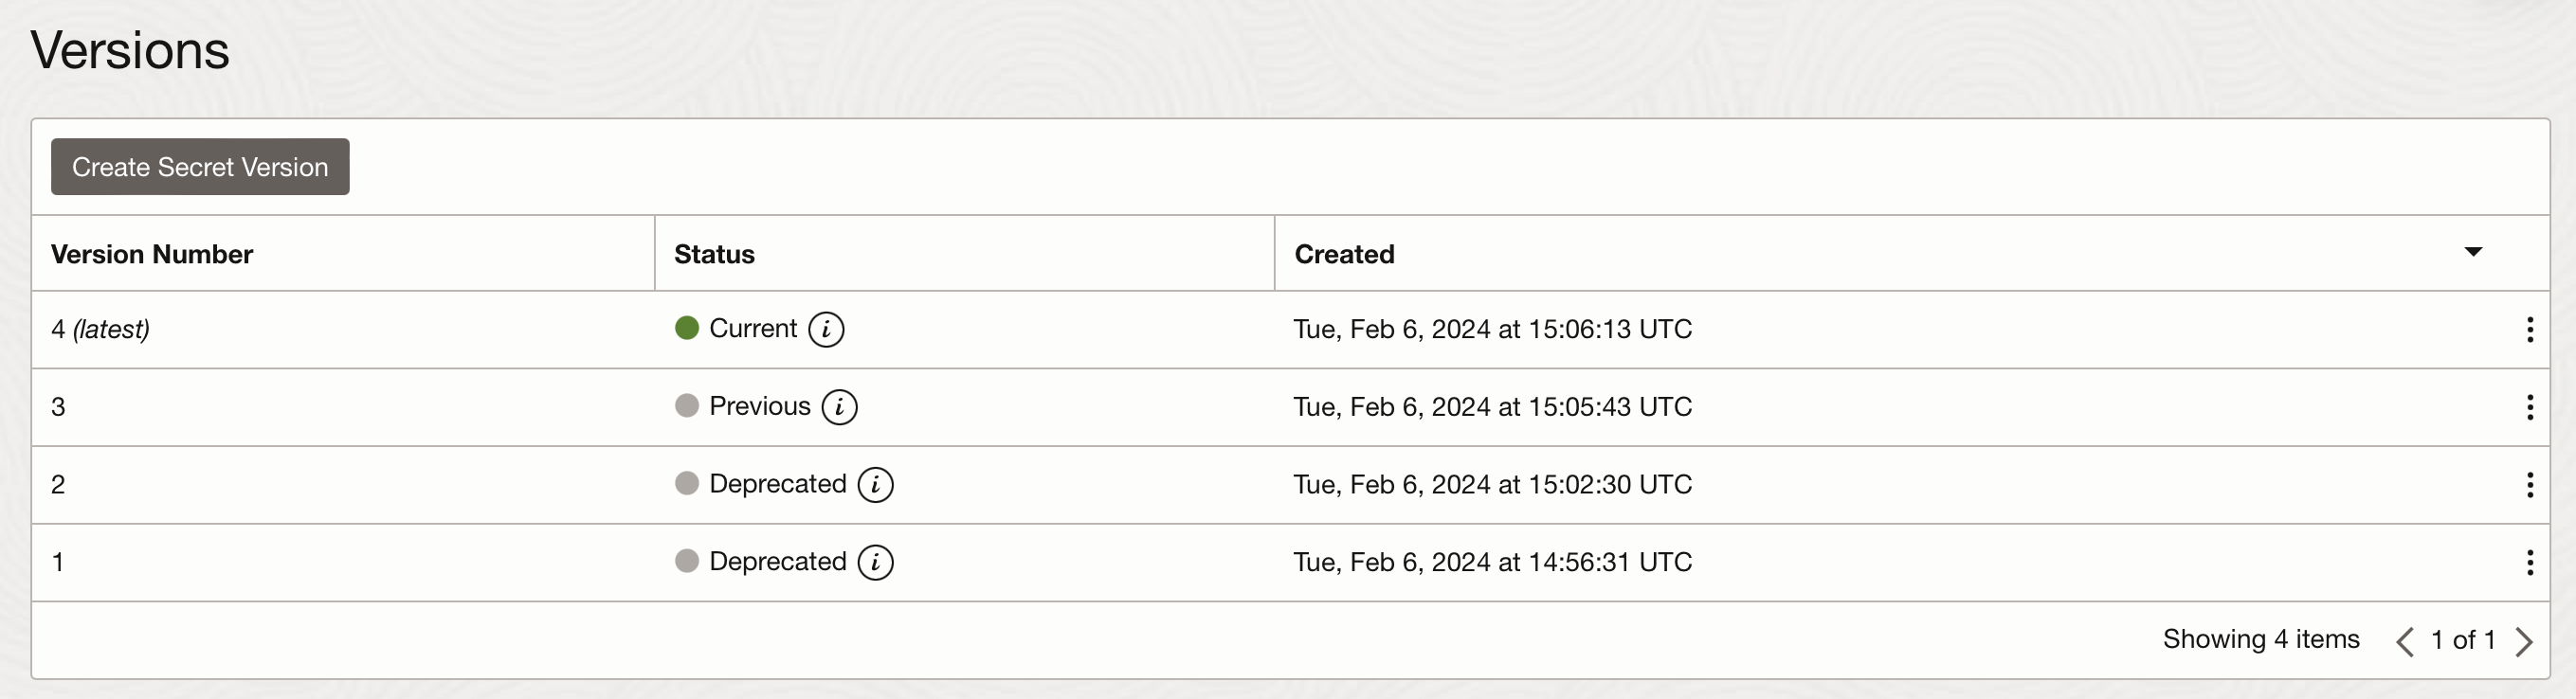 Versions
Create Secret Version
Version Number Status Created
4 (latest) Current i Tue, Feb 6, 2024 at 15:06:13 UTC
3 Previous i Tue, Feb 6, 2024 at 15:05:43 UTC
2 Deprecated i Tue, Feb 6, 2024 at 15:02:30 UTC
1 Deprecated i Tue, Feb 6, 2024 at 14:56:31 UTC
Showing 4 items 1 of 1